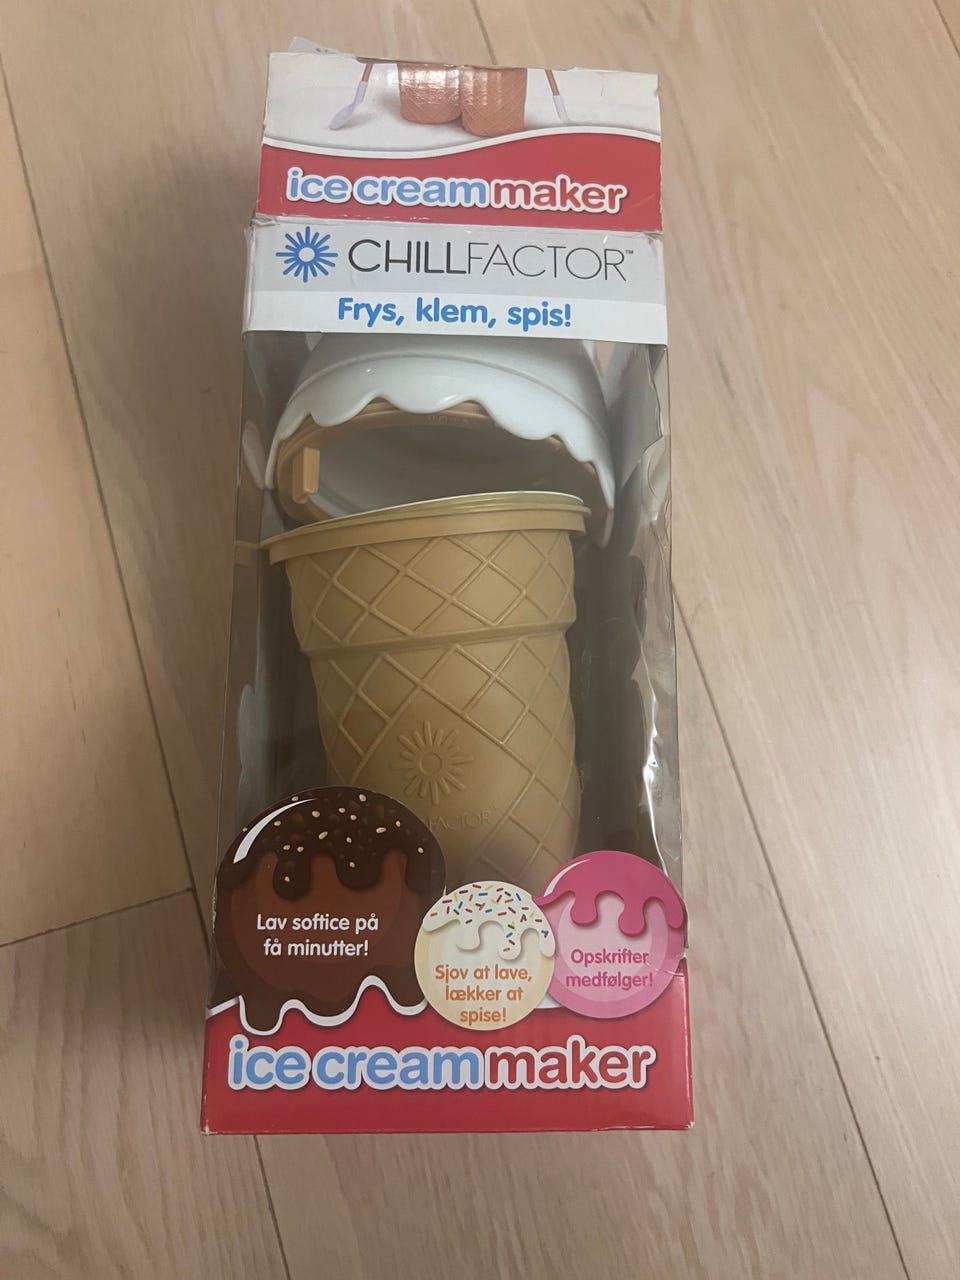 ice cream maker
CHILLFACTOR™
Frys, klem, spis!
FACTOR™
Lav softice på
få minutter!
Sjov at lave,
lækker at
spise!
Opskrifter
medfølger!
ice cream maker